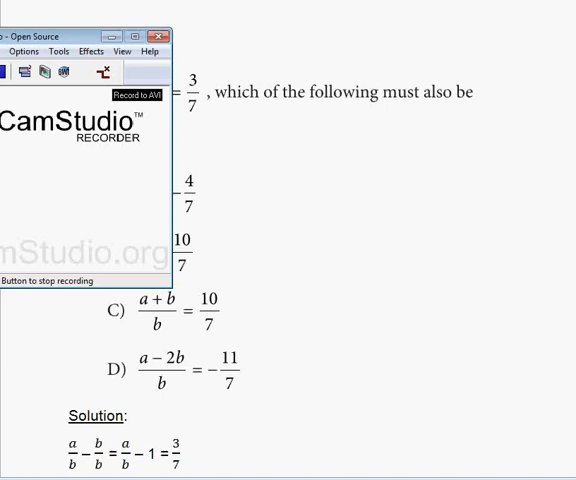 o - Open Source
Options Tools Effects View Help
Record to AVI
CamStudio™
RECORDER
mStudio.org
Button to stop recording
= 3/7 , which of the following must also be
- 4/7
10/7
C) (a + b)/b = 10/7
D) (a − 2b)/b = − 11/7
Solution:
a/b − b/b = a/b − 1 = 3/7